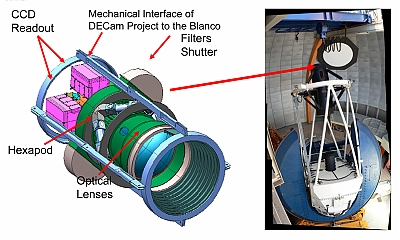 CCD
Readout
Mechanical Interface of
DECam Project to the Blanco
Filters
Shutter
Hexapod
Optical
Lenses